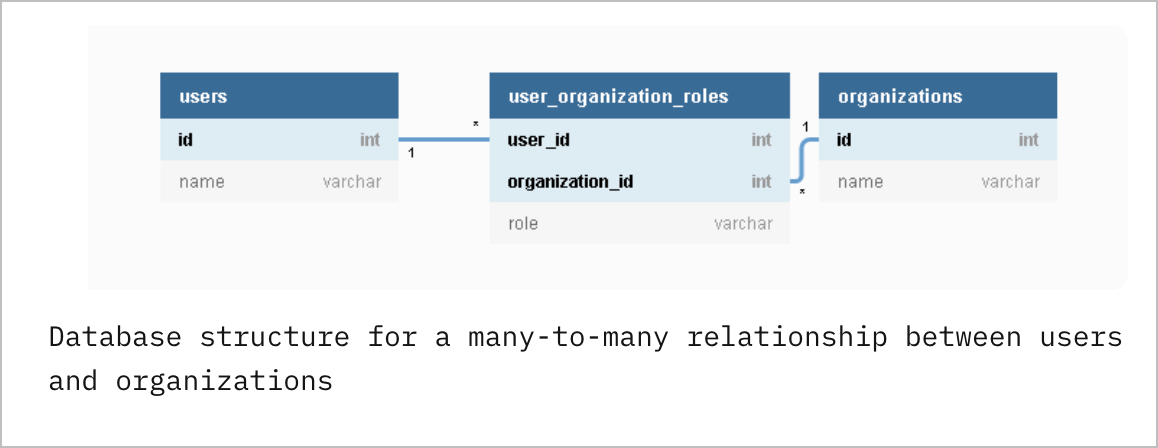 users
id int
name varchar
1
*
user_organization_roles
user_id int
organization_id int
role varchar
1
*
organizations
id int
name varchar
Database structure for a many-to-many relationship between users
and organizations